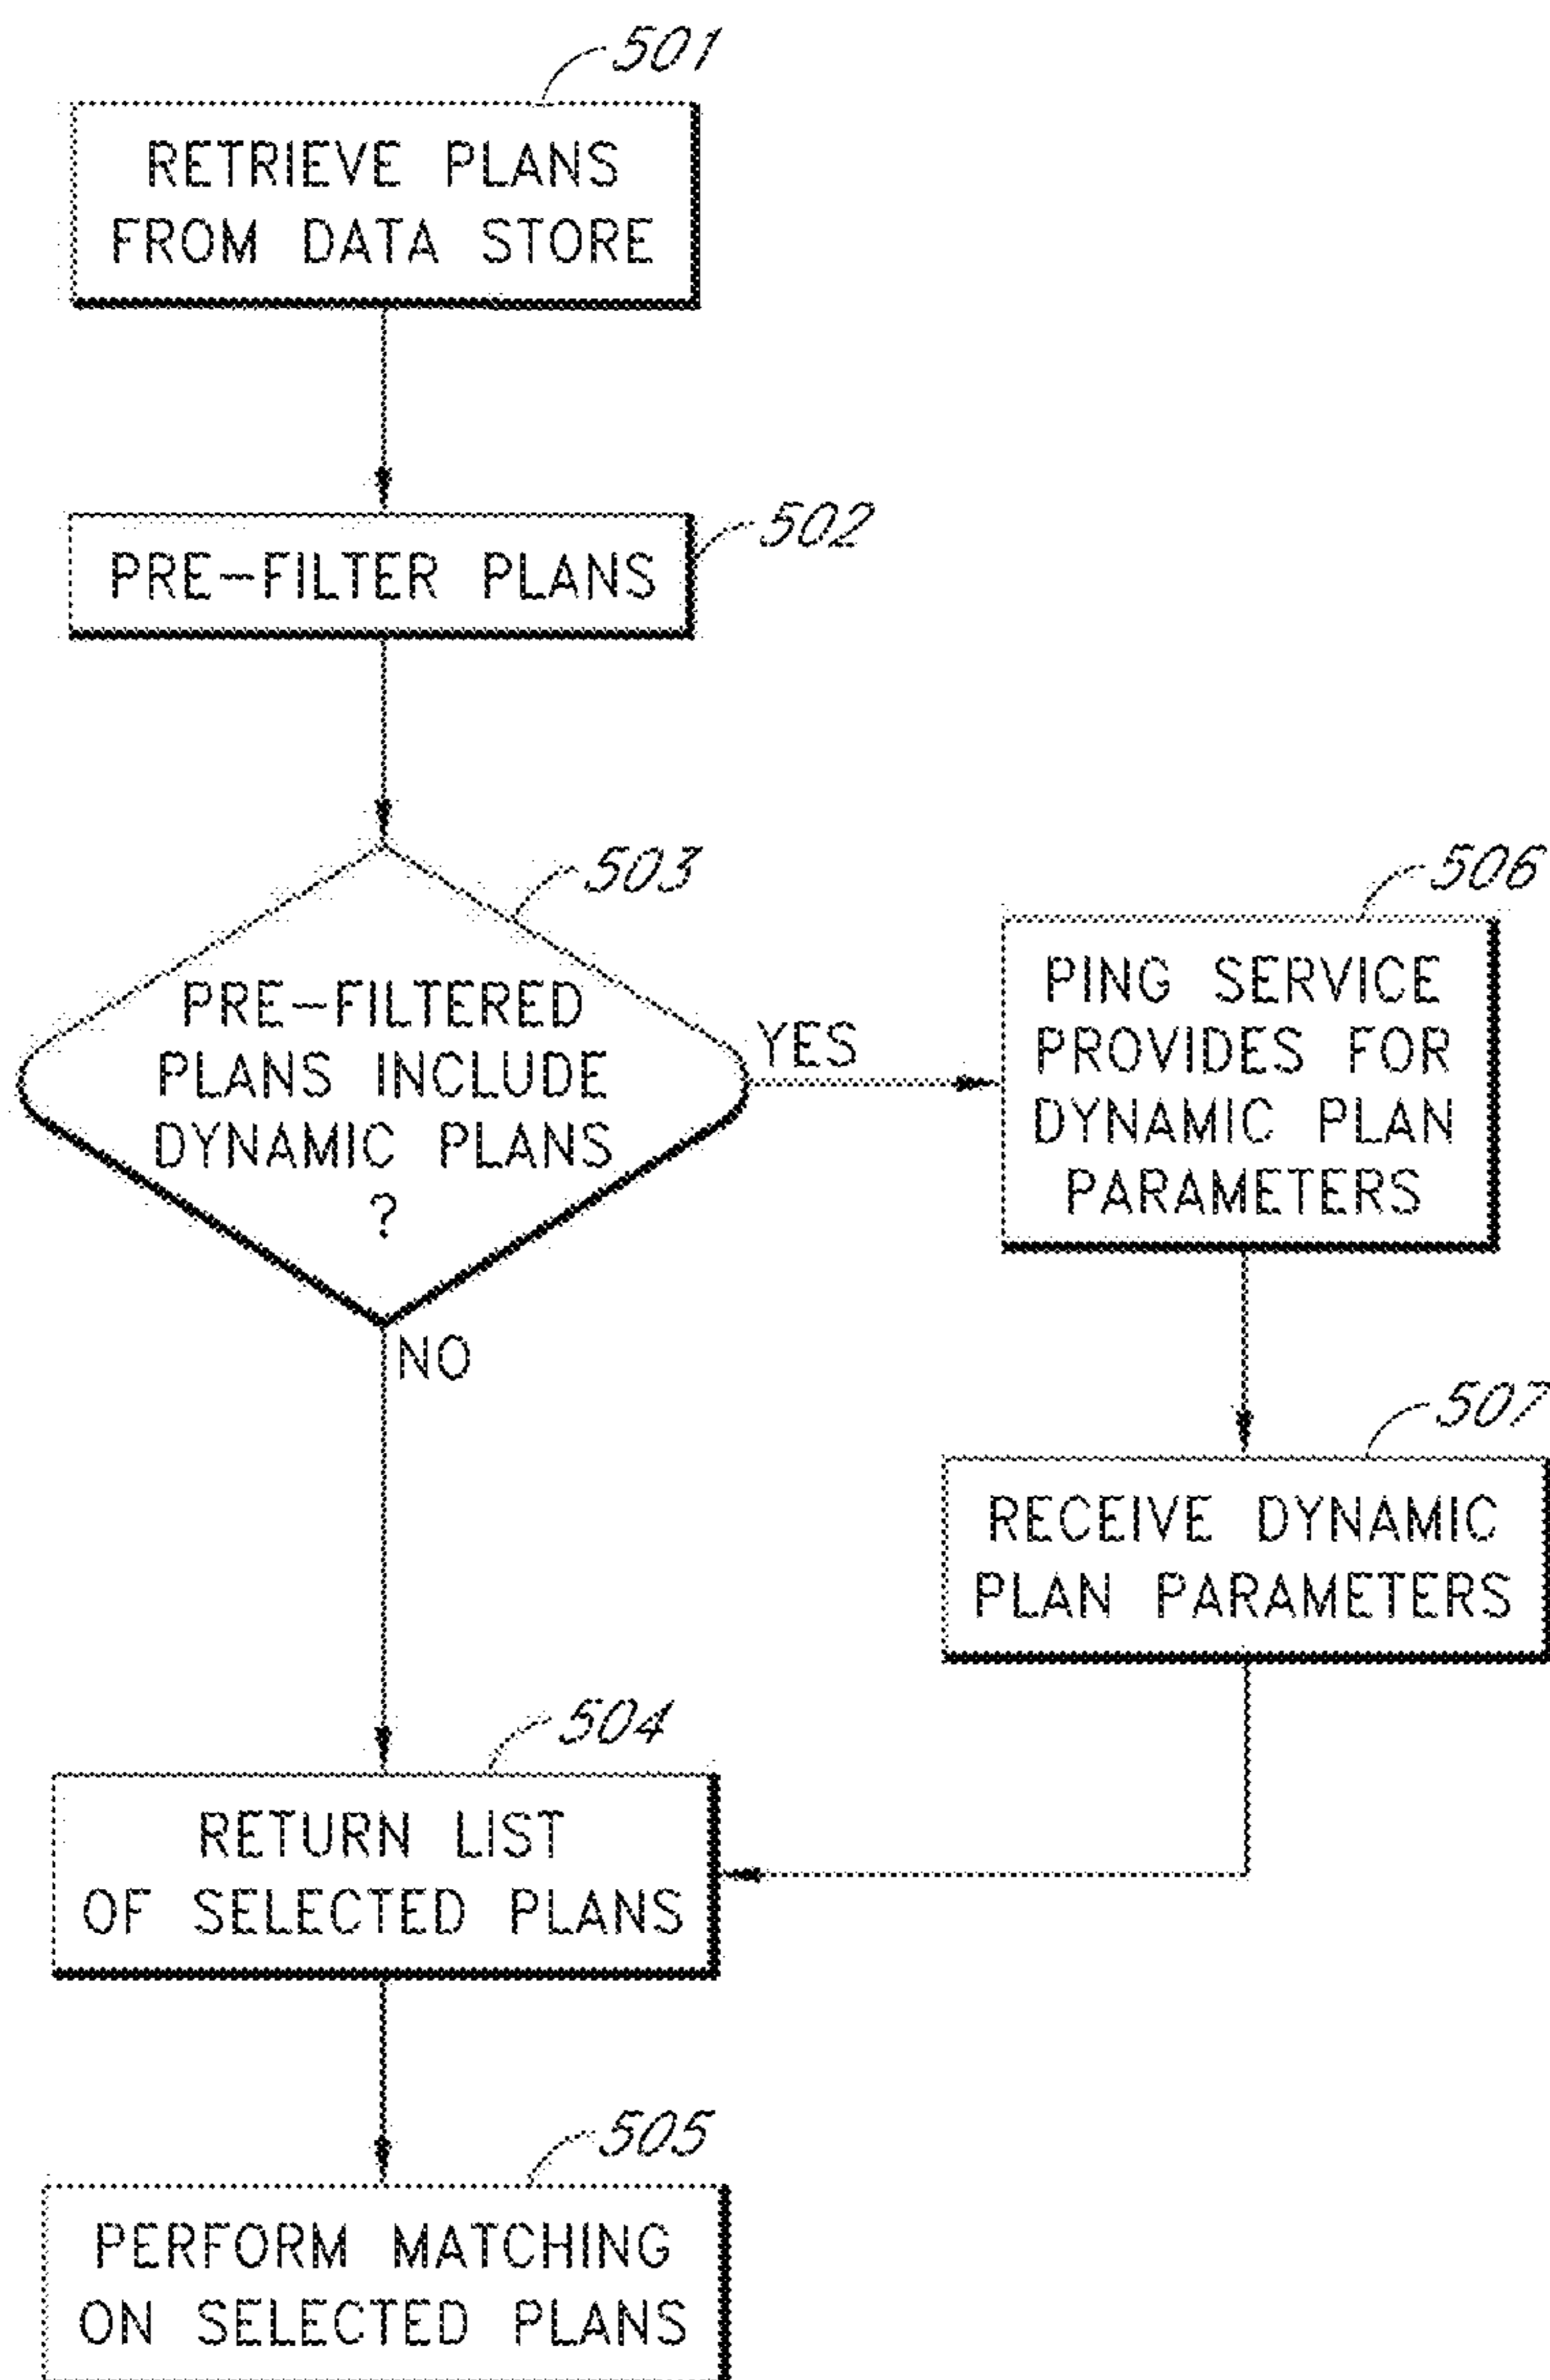 501
RETRIEVE PLANS
FROM DATA STORE
502
PRE-FILTER PLANS
503
PRE-FILTERED
PLANS INCLUDE
DYNAMIC PLANS
?
YES
NO
506
PING SERVICE
PROVIDES FOR
DYNAMIC PLAN
PARAMETERS
507
RECEIVE DYNAMIC
PLAN PARAMETERS
504
RETURN LIST
OF SELECTED PLANS
505
PERFORM MATCHING
ON SELECTED PLANS